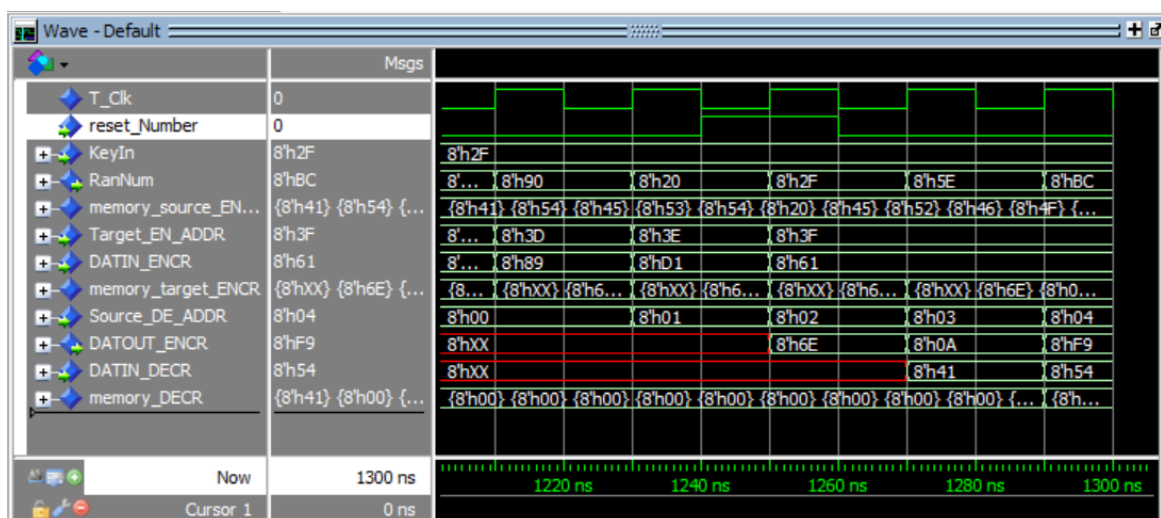 Wave - Default
Msgs
T_Clk 0
reset_Number 0
KeyIn 8'h2F 8'h2F
RanNum 8'hBC 8'... 8'h90 8'h20 8'h2F 8'h5E 8'hBC
memory_source_EN... {8'h41} {8'h54} {... {8'h41} {8'h54} {8'h45} {8'h53} {8'h54} {8'h20} {8'h45} {8'h52} {8'h46} {8'h4F} {...
Target_EN_ADDR 8'h3F 8'... 8'h3D 8'h3E 8'h3F
DATIN_ENCR 8'h61 8'... 8'h89 8'hD1 8'h61
memory_target_ENCR {8'hXX} {8'h6E} {... {8... {8'hXX} {8'h6... {8'hXX} {8'h6... {8'hXX} {8'h6... {8'hXX} {8'h6E} {8'h0...
Source_DE_ADDR 8'h04 8'h00 8'h01 8'h02 8'h03 8'h04
DATOUT_ENCR 8'hF9 8'hXX 8'h6E 8'h0A 8'hF9
DATIN_DECR 8'h54 8'hXX 8'h41 8'h54
memory_DECR {8'h41} {8'h00} {... {8'h00} {8'h00} {8'h00} {8'h00} {8'h00} {8'h00} {8'h00} {8'h00} {8'h00} {... {8'h...
Now 1300 ns 1220 ns 1240 ns 1260 ns 1280 ns 1300 ns
Cursor 1 0 ns